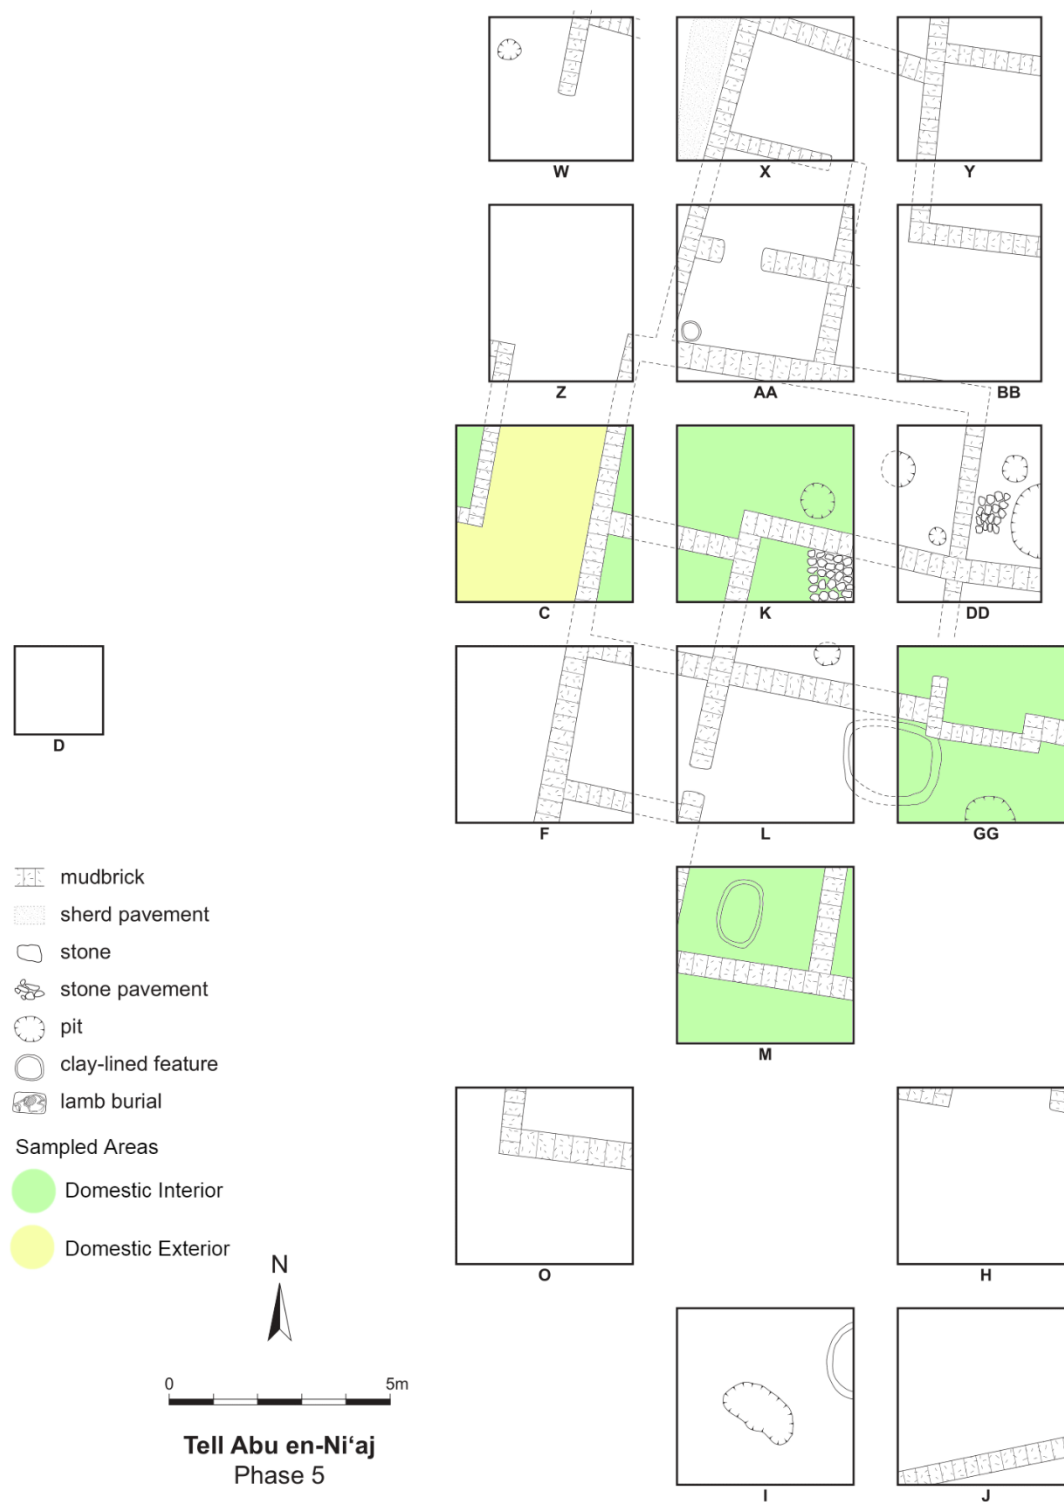 W
X
Y
Z
AA
BB
C
K
DD
D
F
L
GG
mudbrick
sherd pavement
stone
stone pavement
pit
clay-lined feature
lamb burial
Sampled Areas
Domestic Interior
Domestic Exterior
M
N
O
H
0 5m
Tell Abu en-Ni‘aj
Phase 5
I
J